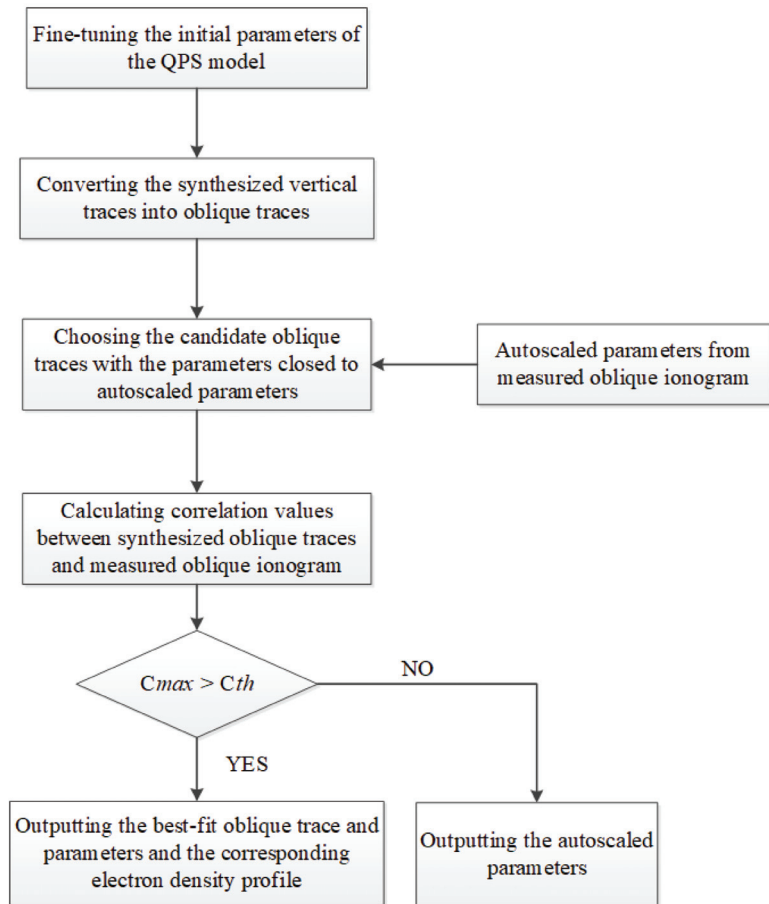 Fine-tuning the initial parameters of
the QPS model
Converting the synthesized vertical
traces into oblique traces
Choosing the candidate oblique
traces with the parameters closed to
autoscaled parameters
Autoscaled parameters from
measured oblique ionogram
Calculating correlation values
between synthesized oblique traces
and measured oblique ionogram
Cmax > Cth
NO
YES
Outputting the best-fit oblique trace and
parameters and the corresponding
electron density profile
Outputting the autoscaled
parameters